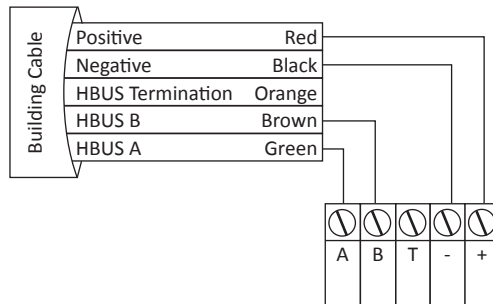 Building Cable
Positive Red
Negative Black
HBUS Termination Orange
HBUS B Brown
HBUS A Green
A B T - +